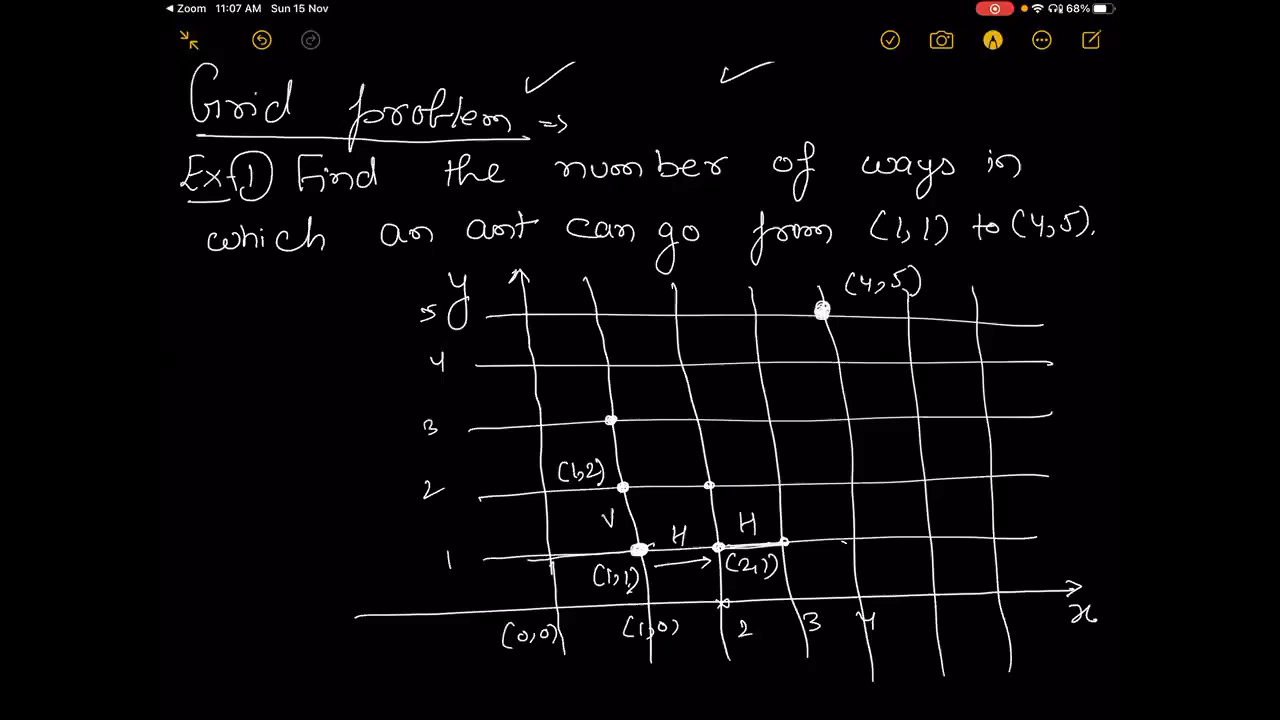 ◀ Zoom 11:07 AM Sun 15 Nov 68%
Grid problem ⇒
Ex(1) Find the number of ways in
which an ant can go from (1,1) to (4,5).
y (4,5)
5
4
3
2 (1,2)
V H H
1
(1,1) (2,1)
(0,0) (1,0) 2 3 4 x